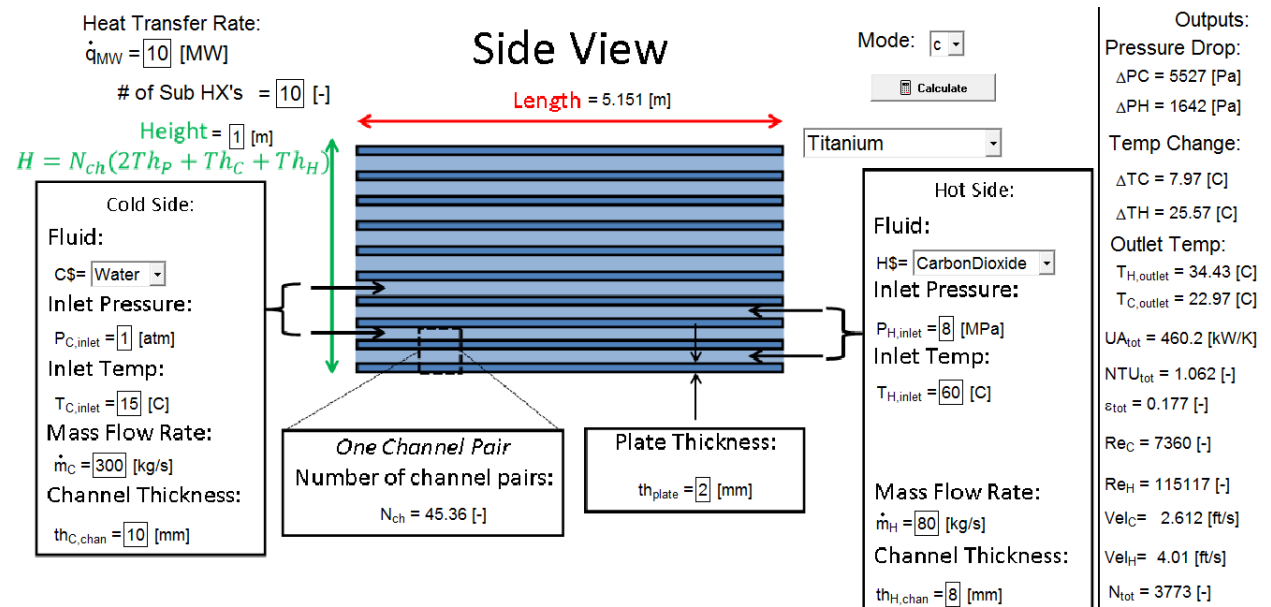 Heat Transfer Rate:
q̇MW = 10 [MW]
# of Sub HX's = 10 [-]
Height = 1 [m]
H = Nch(2ThP + ThC + ThH)
Side View
Length = 5.151 [m]
Mode: c
Calculate
Titanium
Cold Side:
Fluid:
C$= Water
Inlet Pressure:
PC,inlet = 1 [atm]
Inlet Temp:
TC,inlet = 15 [C]
Mass Flow Rate:
ṁC = 300 [kg/s]
Channel Thickness:
thC,chan = 10 [mm]
One Channel Pair
Number of channel pairs:
Nch = 45.36 [-]
Plate Thickness:
thplate = 2 [mm]
Hot Side:
Fluid:
H$= CarbonDioxide
Inlet Pressure:
PH,inlet = 8 [MPa]
Inlet Temp:
TH,inlet = 60 [C]
Mass Flow Rate:
ṁH = 80 [kg/s]
Channel Thickness:
thH,chan = 8 [mm]
Outputs:
Pressure Drop:
ΔPC = 5527 [Pa]
ΔPH = 1642 [Pa]
Temp Change:
ΔTC = 7.97 [C]
ΔTH = 25.57 [C]
Outlet Temp:
TH,outlet = 34.43 [C]
TC,outlet = 22.97 [C]
UAtot = 460.2 [kW/K]
NTUtot = 1.062 [-]
εtot = 0.177 [-]
ReC = 7360 [-]
ReH = 115117 [-]
VelC= 2.612 [ft/s]
VelH= 4.01 [ft/s]
Ntot = 3773 [-]